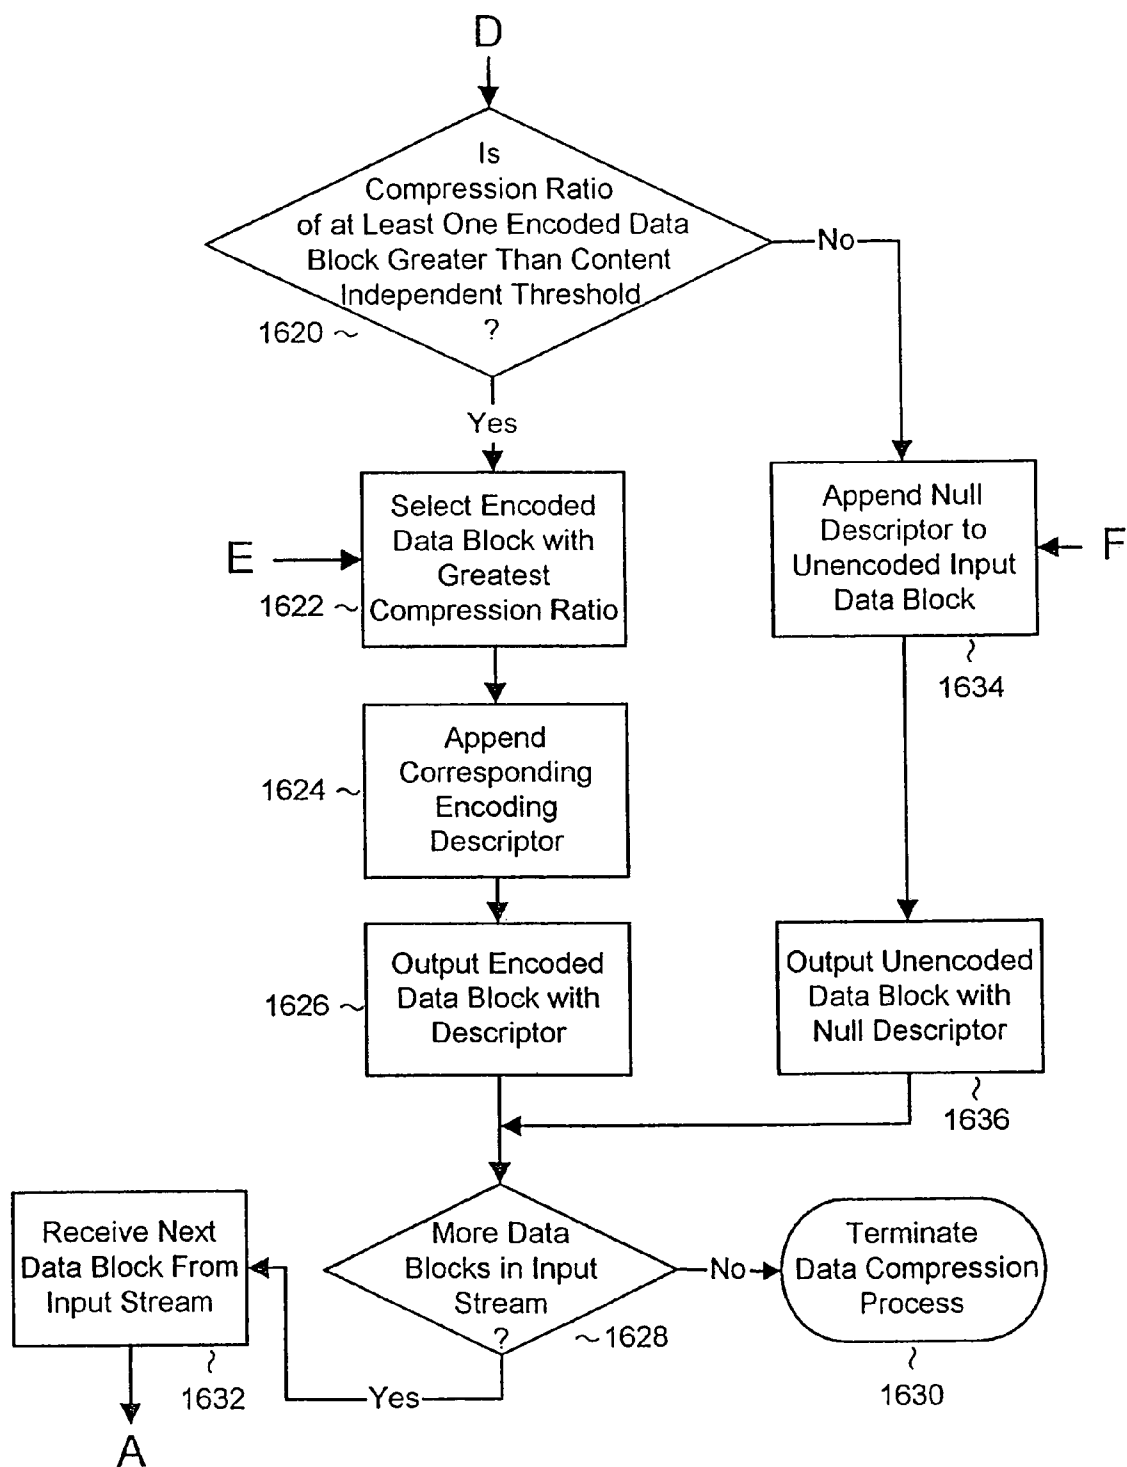 D
Is
Compression Ratio
of at Least One Encoded Data
Block Greater Than Content
Independent Threshold
?
1620
No
Yes
E
Select Encoded
Data Block with
Greatest
Compression Ratio
1622
Append Null
Descriptor to
Unencoded Input
Data Block
F
1634
Append
Corresponding
Encoding
Descriptor
1624
Output Encoded
Data Block with
Descriptor
1626
Output Unencoded
Data Block with
Null Descriptor
1636
More Data
Blocks in Input
Stream
?
1628
No
Terminate
Data Compression
Process
1630
Yes
Receive Next
Data Block From
Input Stream
1632
A